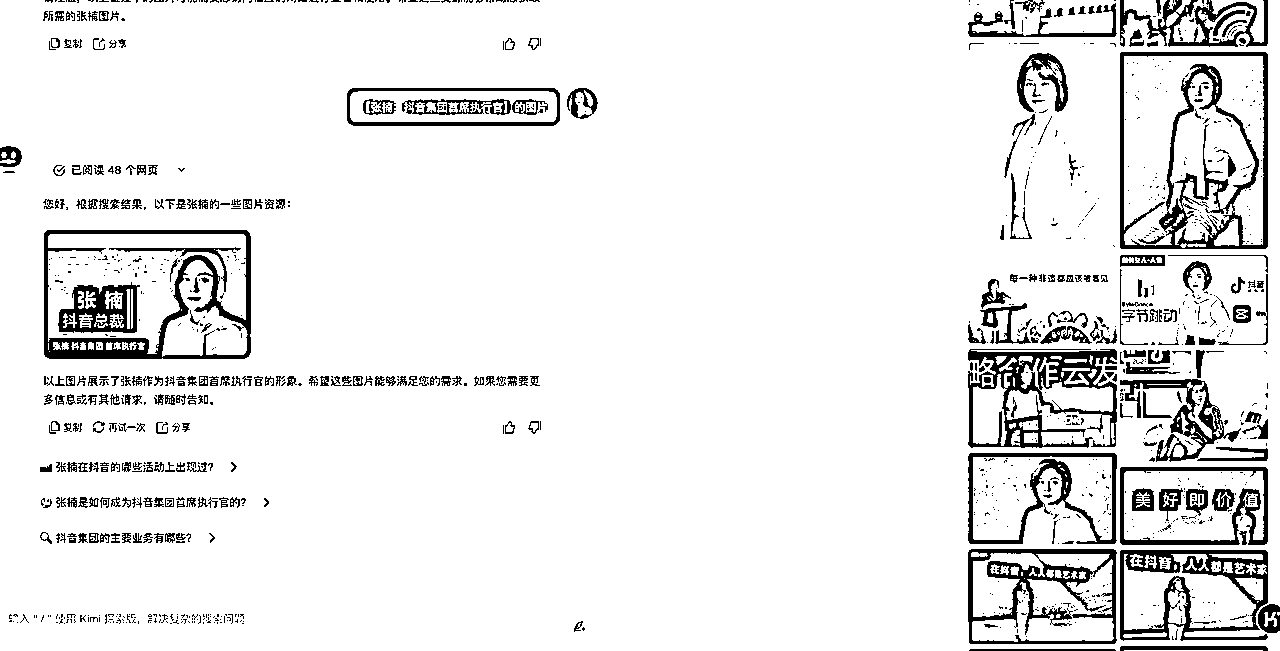 所需的张楠图片。
复制 分享
【张楠 抖音集团首席执行官】的图片
已阅读 48 个网页
您好，根据搜索结果，以下是张楠的一些图片资源：
张 楠
抖音总裁
张楠 抖音集团 首席执行官
以上图片展示了张楠作为抖音集团首席执行官的形象。希望这些图片能够满足您的需求。如果您需要更
多信息或有其他请求，请随时告知。
复制 再试一次 分享
张楠在抖音的哪些活动上出现过？
张楠是如何成为抖音集团首席执行官的？
抖音集团的主要业务有哪些？
输入 "/" 使用 Kimi 探索版，解决复杂的搜索问题
每一种非遗都应该被看见
抖音
ByteDance
字节跳动
略合作云发
美好即价值
在抖音，人人都是艺术家
在抖音，人人都是艺术家